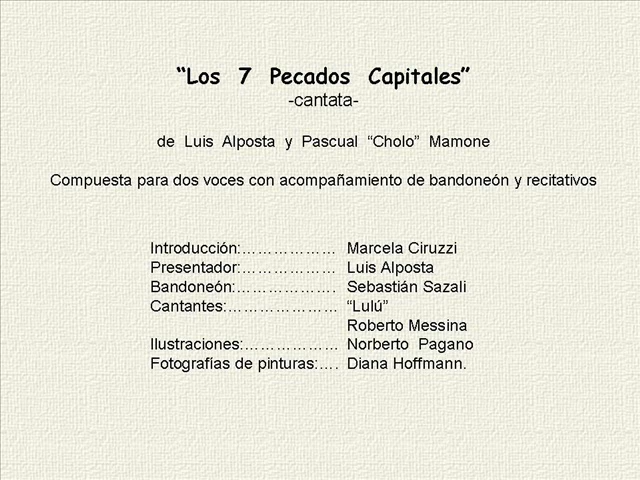 “Los 7 Pecados Capitales”
-cantata-
de Luis Alposta y Pascual “Cholo” Mamone
Compuesta para dos voces con acompañamiento de bandoneón y recitativos
Introducción:……………… Marcela Ciruzzi
Presentador:……………… Luis Alposta
Bandoneón:………………. Sebastián Sazali
Cantantes:………………… “Lulú”
Roberto Messina
Ilustraciones:……………… Norberto Pagano
Fotografías de pinturas:…. Diana Hoffmann.